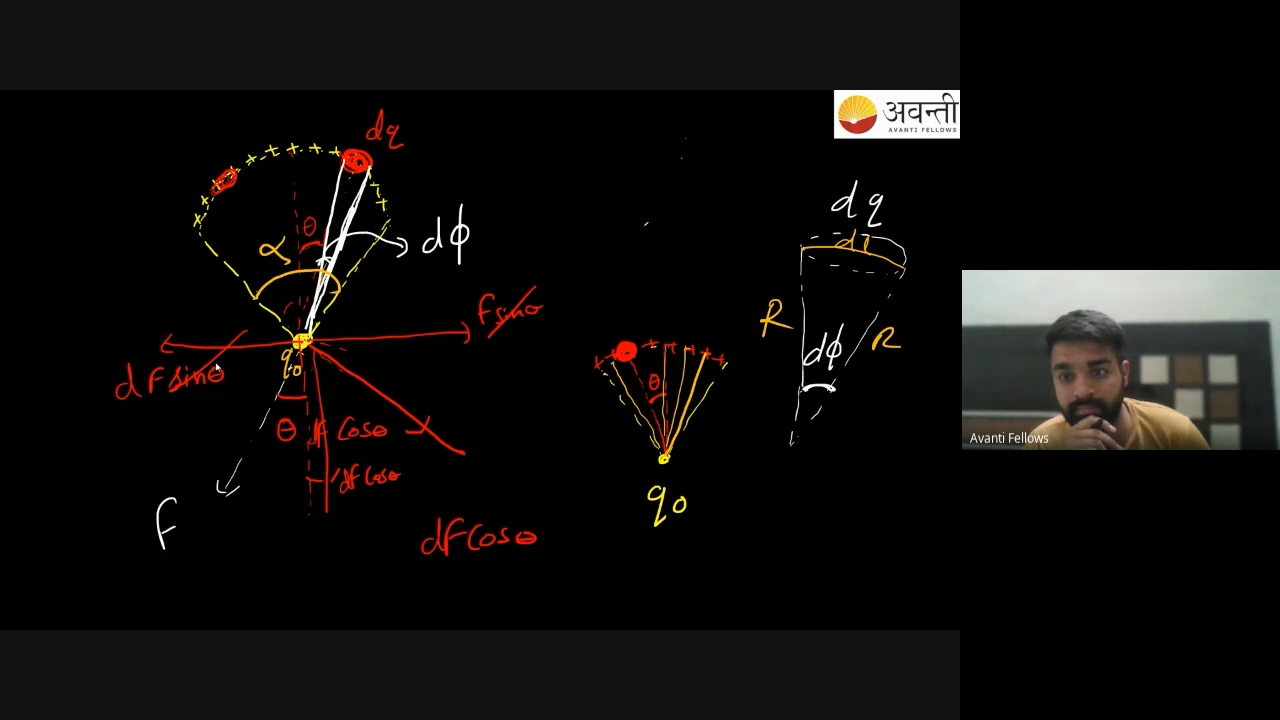 dq
θ
α
dϕ
F sinθ
dF sinθ
q0
θ
F Cosθ
dF Cosθ
F
dF Cosθ
θ
q0
अवन्ती
AVANTI FELLOWS
dq
dl
R
dϕ
R
Avanti Fellows